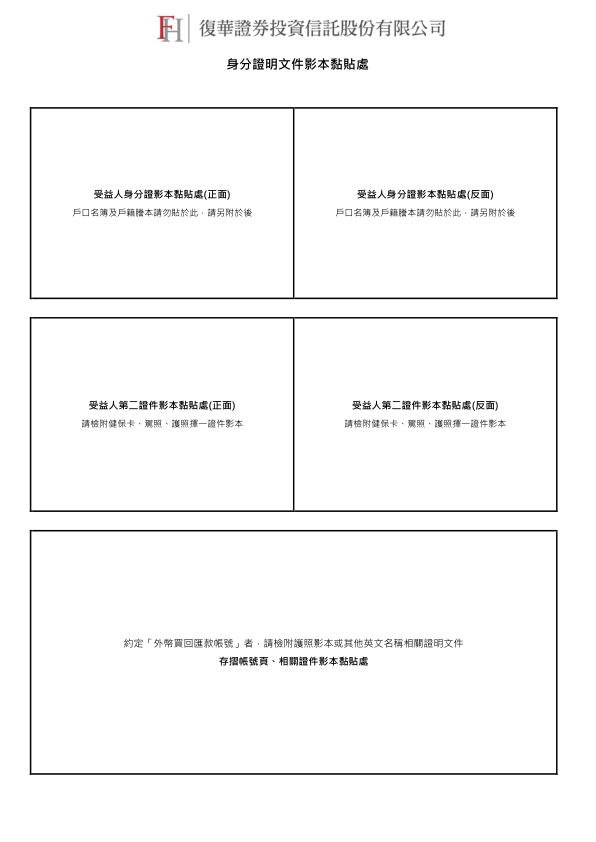 FH 復華證券投資信託股份有限公司
身分證明文件影本黏貼處
受益人身分證影本黏貼處(正面)
戶口名簿及戶籍謄本請勿貼於此，請另附於後
受益人身分證影本黏貼處(反面)
戶口名簿及戶籍謄本請勿貼於此，請另附於後
受益人第二證件影本黏貼處(正面)
請檢附健保卡、駕照、護照擇一證件影本
受益人第二證件影本黏貼處(反面)
請檢附健保卡、駕照、護照擇一證件影本
約定「外幣買回匯款帳號」者，請檢附護照影本或其他英文名稱相關證明文件
存摺帳號頁、相關證件影本黏貼處